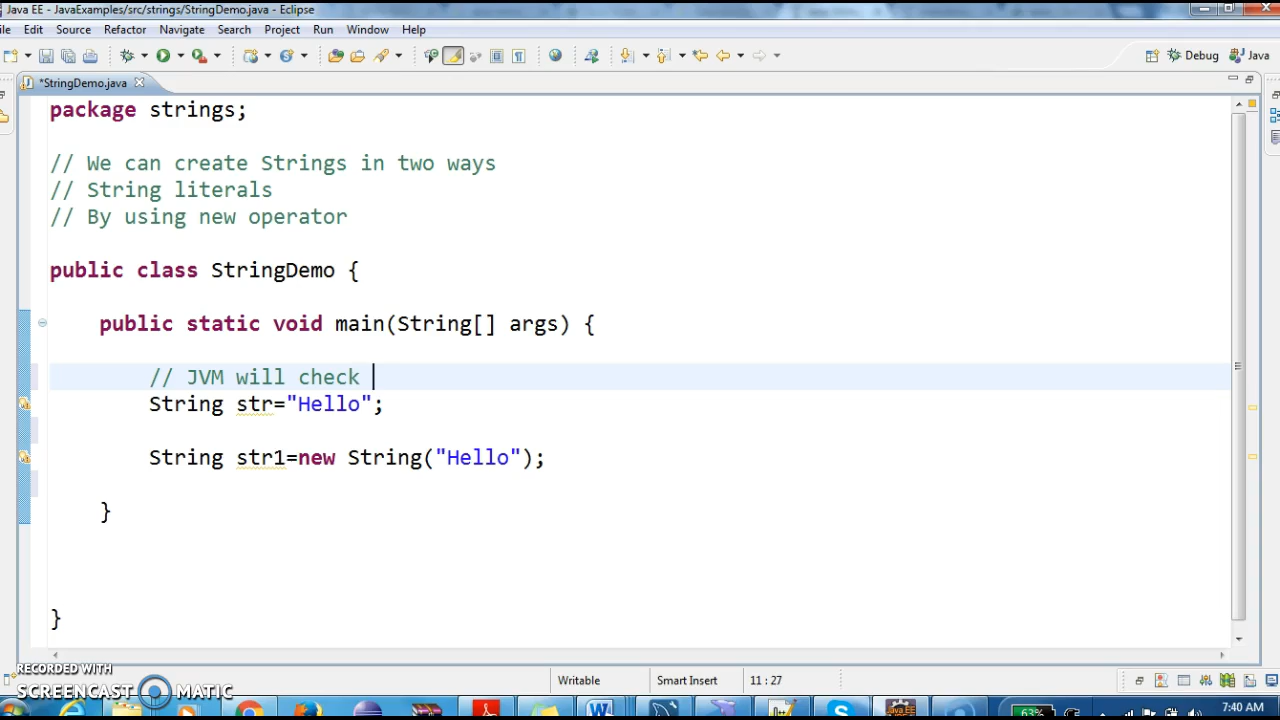 Java EE - JavaExamples/src/strings/StringDemo.java - Eclipse
Edit Source Refactor Navigate Search Project Run Window Help
Debug Java
*StringDemo.java
package strings;
// We can create Strings in two ways
// String literals
// By using new operator
public class StringDemo {
public static void main(String[] args) {
// JVM will check
String str="Hello";
String str1=new String("Hello");
}
}
RECORDED WITH
SCREENCAST MATIC
Writable Smart Insert 11 : 27
63% 7:40 AM